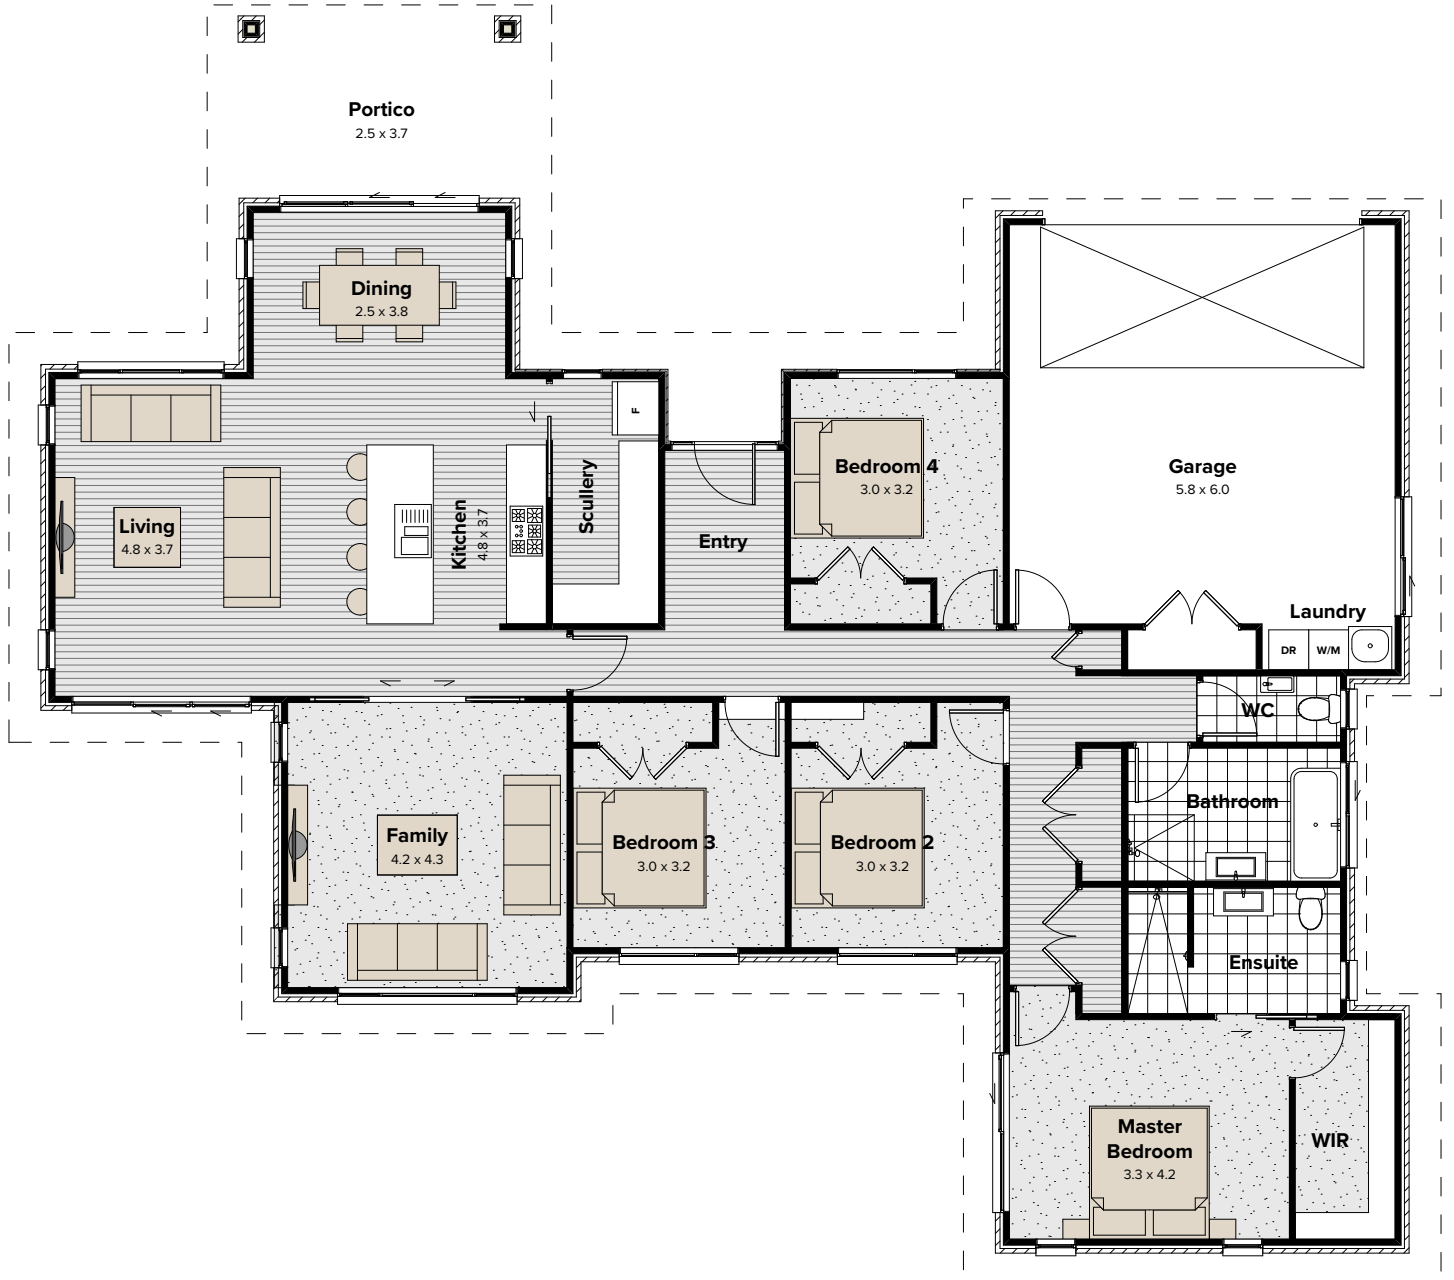 Portico
2.5 x 3.7
Dining
2.5 x 3.8
F
Bedroom 4
3.0 x 3.2
Garage
5.8 x 6.0
Living
4.8 x 3.7
Kitchen
4.8 x 3.7
Scullery
Entry
Laundry
DR
W/M
WC
Family
4.2 x 4.3
Bedroom 3
3.0 x 3.2
Bedroom 2
3.0 x 3.2
Bathroom
Ensuite
Master
Bedroom
3.3 x 4.2
WIR